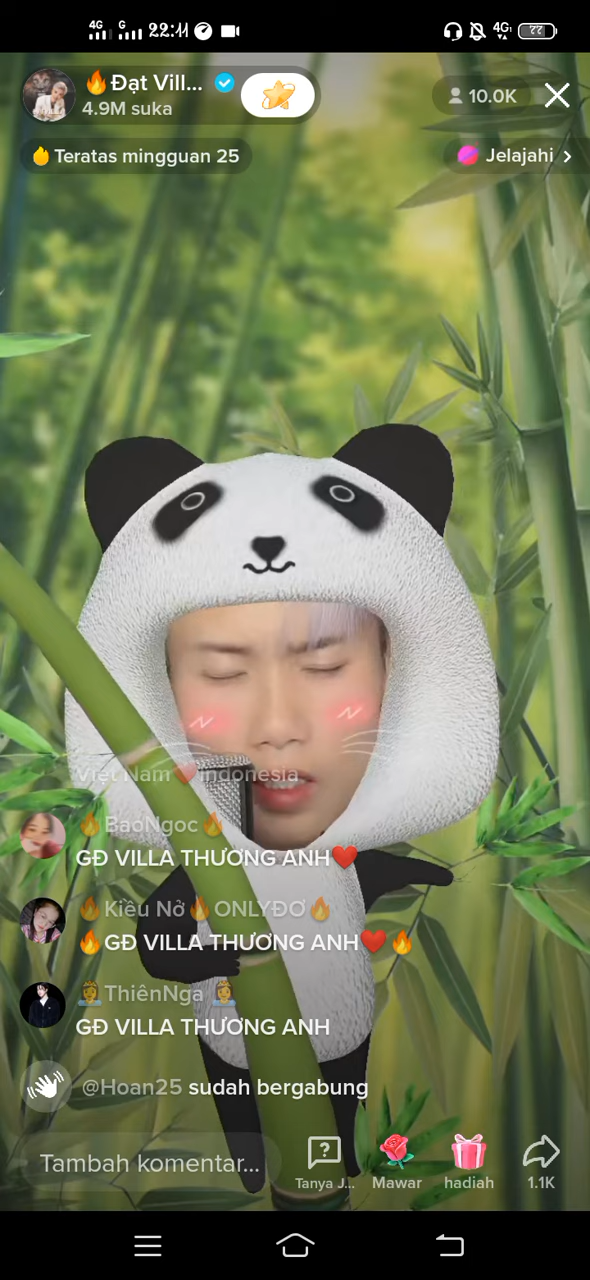 4G G 22:11 4G 77
🔥Đạt Vill...
4.9M suka
10.0K
Teratas mingguan 25
Jelajahi
Việt Nam❤️indonesia
🔥BaoNgoc🔥
GĐ VILLA THƯƠNG ANH❤️
🔥Kiều Nở🔥ONLYĐƠ🔥
🔥GĐ VILLA THƯƠNG ANH❤️🔥
👸ThiênNga 👸
GĐ VILLA THƯƠNG ANH
@Hoan25 sudah bergabung
Tambah komentar...
Tanya J... Mawar hadiah 1.1K